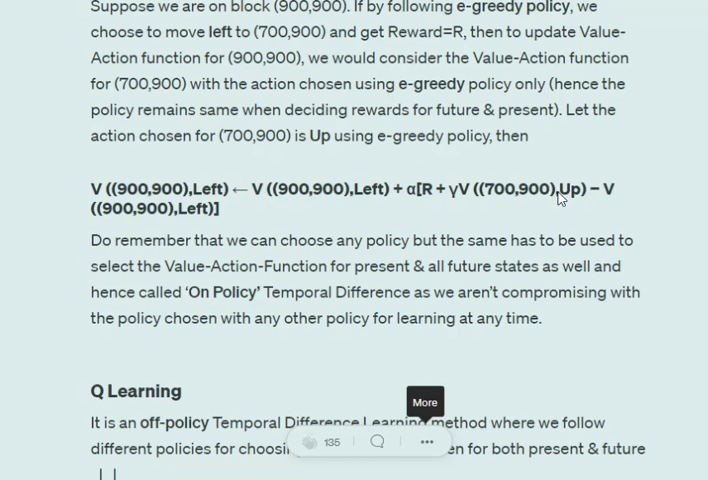 Suppose we are on block (900,900). If by following e-greedy policy, we
choose to move left to (700,900) and get Reward=R, then to update Value-
Action function for (900,900), we would consider the Value-Action function
for (700,900) with the action chosen using e-greedy policy only (hence the
policy remains same when deciding rewards for future & present). Let the
action chosen for (700,900) is Up using e-greedy policy, then
V ((900,900),Left) ← V ((900,900),Left) + α[R + γV ((700,900),Up) − V
((900,900),Left)]
Do remember that we can choose any policy but the same has to be used to
select the Value-Action-Function for present & all future states as well and
hence called ‘On Policy’ Temporal Difference as we aren’t compromising with
the policy chosen with any other policy for learning at any time.
Q Learning
More
It is an off-policy Temporal Difference Learning method where we follow
135
different policies for choosing en for both present & future